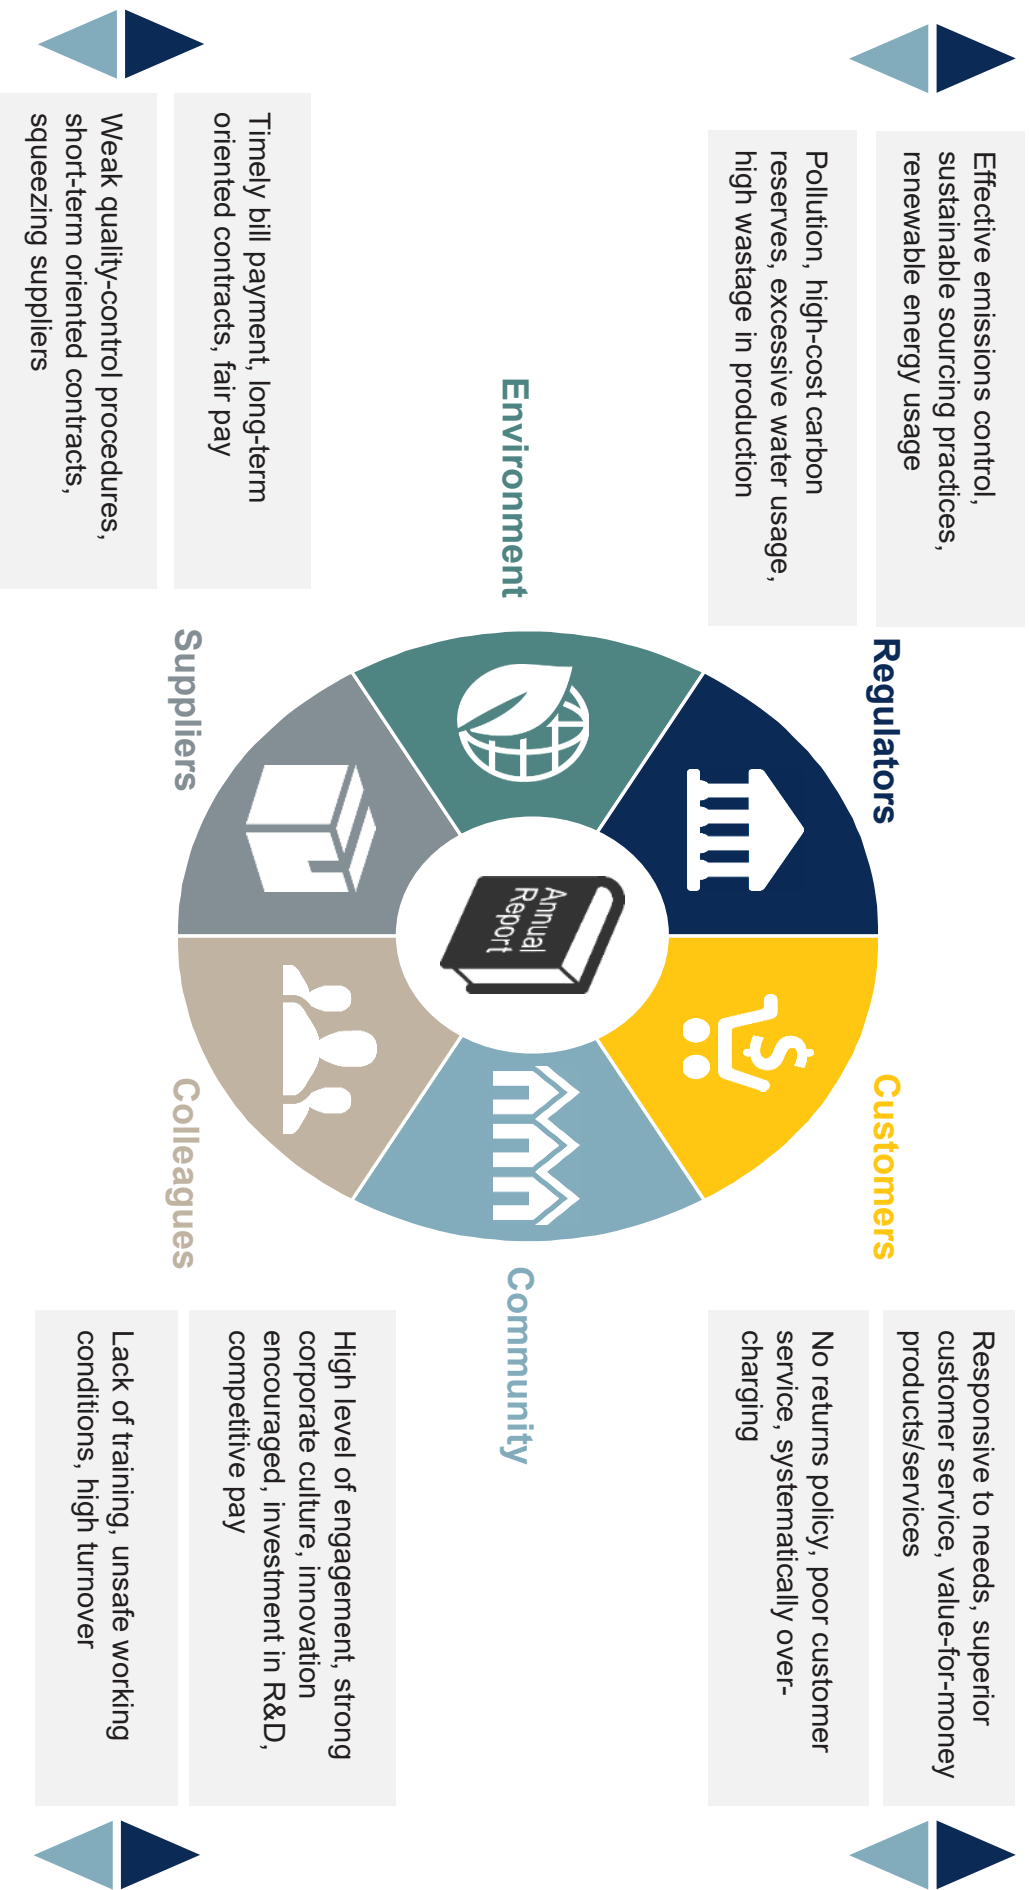 Effective emissions control,
sustainable sourcing practices,
renewable energy usage
Pollution, high-cost carbon
reserves, excessive water usage,
high wastage in production
Regulators
Customers
Responsive to needs, superior
customer service, value-for-money
products/services
No returns policy, poor customer
service, systematically over-
charging
Environment
Annual
Report
Community
Timely bill payment, long-term
oriented contracts, fair pay
Weak quality-control procedures,
short-term oriented contracts,
squeezing suppliers
Suppliers
Colleagues
High level of engagement, strong
corporate culture, innovation
encouraged, investment in R&D,
competitive pay
Lack of training, unsafe working
conditions, high turnover